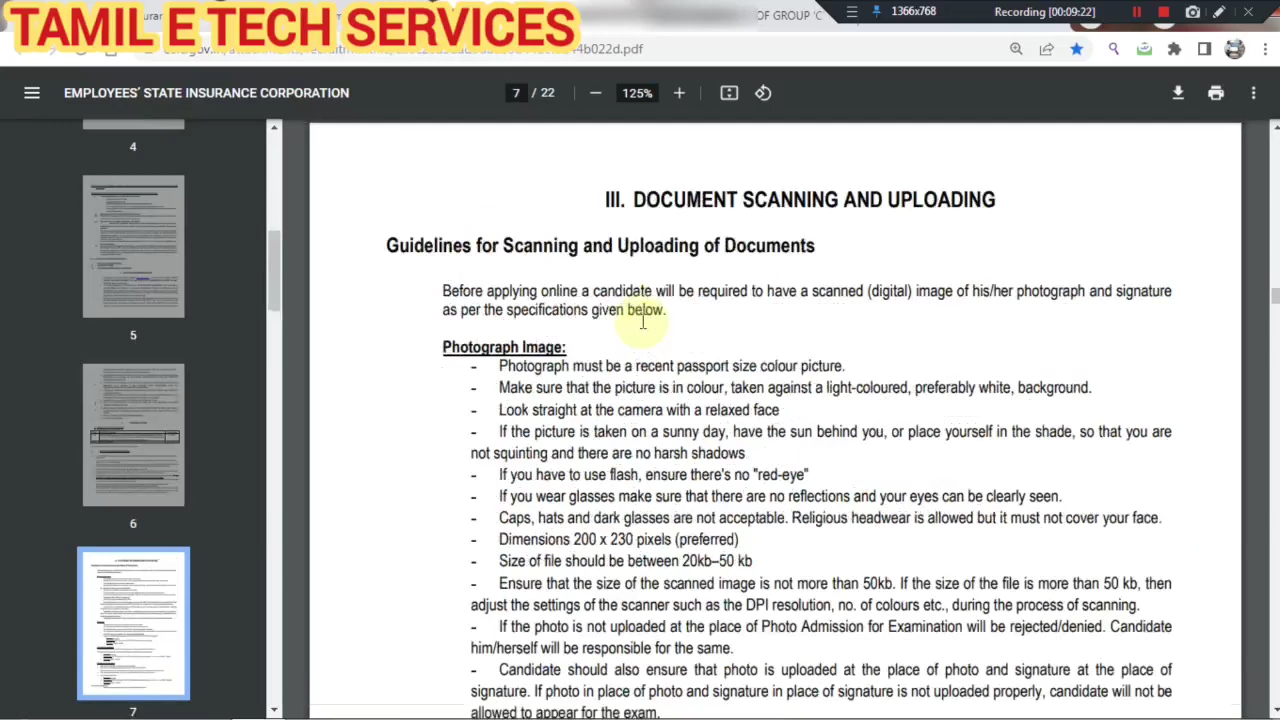 TAMIL E TECH SERVICES
OF GROUP 'C
1366x768
Recording [00:09:22]
44b022d.pdf
EMPLOYEES' STATE INSURANCE CORPORATION
7 / 22
125%
4
5
6
7
III. DOCUMENT SCANNING AND UPLOADING
Guidelines for Scanning and Uploading of Documents
Before applying online a candidate will be required to have a scanned (digital) image of his/her photograph and signature
as per the specifications given below.
Photograph Image:
- Photograph must be a recent passport size colour picture.
- Make sure that the picture is in colour, taken against a light-coloured, preferably white, background.
- Look straight at the camera with a relaxed face
- If the picture is taken on a sunny day, have the sun behind you, or place yourself in the shade, so that you are
not squinting and there are no harsh shadows
- If you have to use flash, ensure there's no "red-eye"
- If you wear glasses make sure that there are no reflections and your eyes can be clearly seen.
- Caps, hats and dark glasses are not acceptable. Religious headwear is allowed but it must not cover your face.
- Dimensions 200 x 230 pixels (preferred)
- Size of file should be between 20kb–50 kb
- Ensure that the size of the scanned image is not more than 50kb. If the size of the file is more than 50 kb, then
adjust the settings of the scanner such as the DPI resolution, no. of colours etc., during the process of scanning.
- If the photo is not uploaded at the place of Photo Admission for Examination will be rejected/denied. Candidate
him/herself will be responsible for the same.
- Candidate should also ensure that photo is uploaded at the place of photo and signature at the place of
signature. If photo in place of photo and signature in place of signature is not uploaded properly, candidate will not be
allowed to appear for the exam.